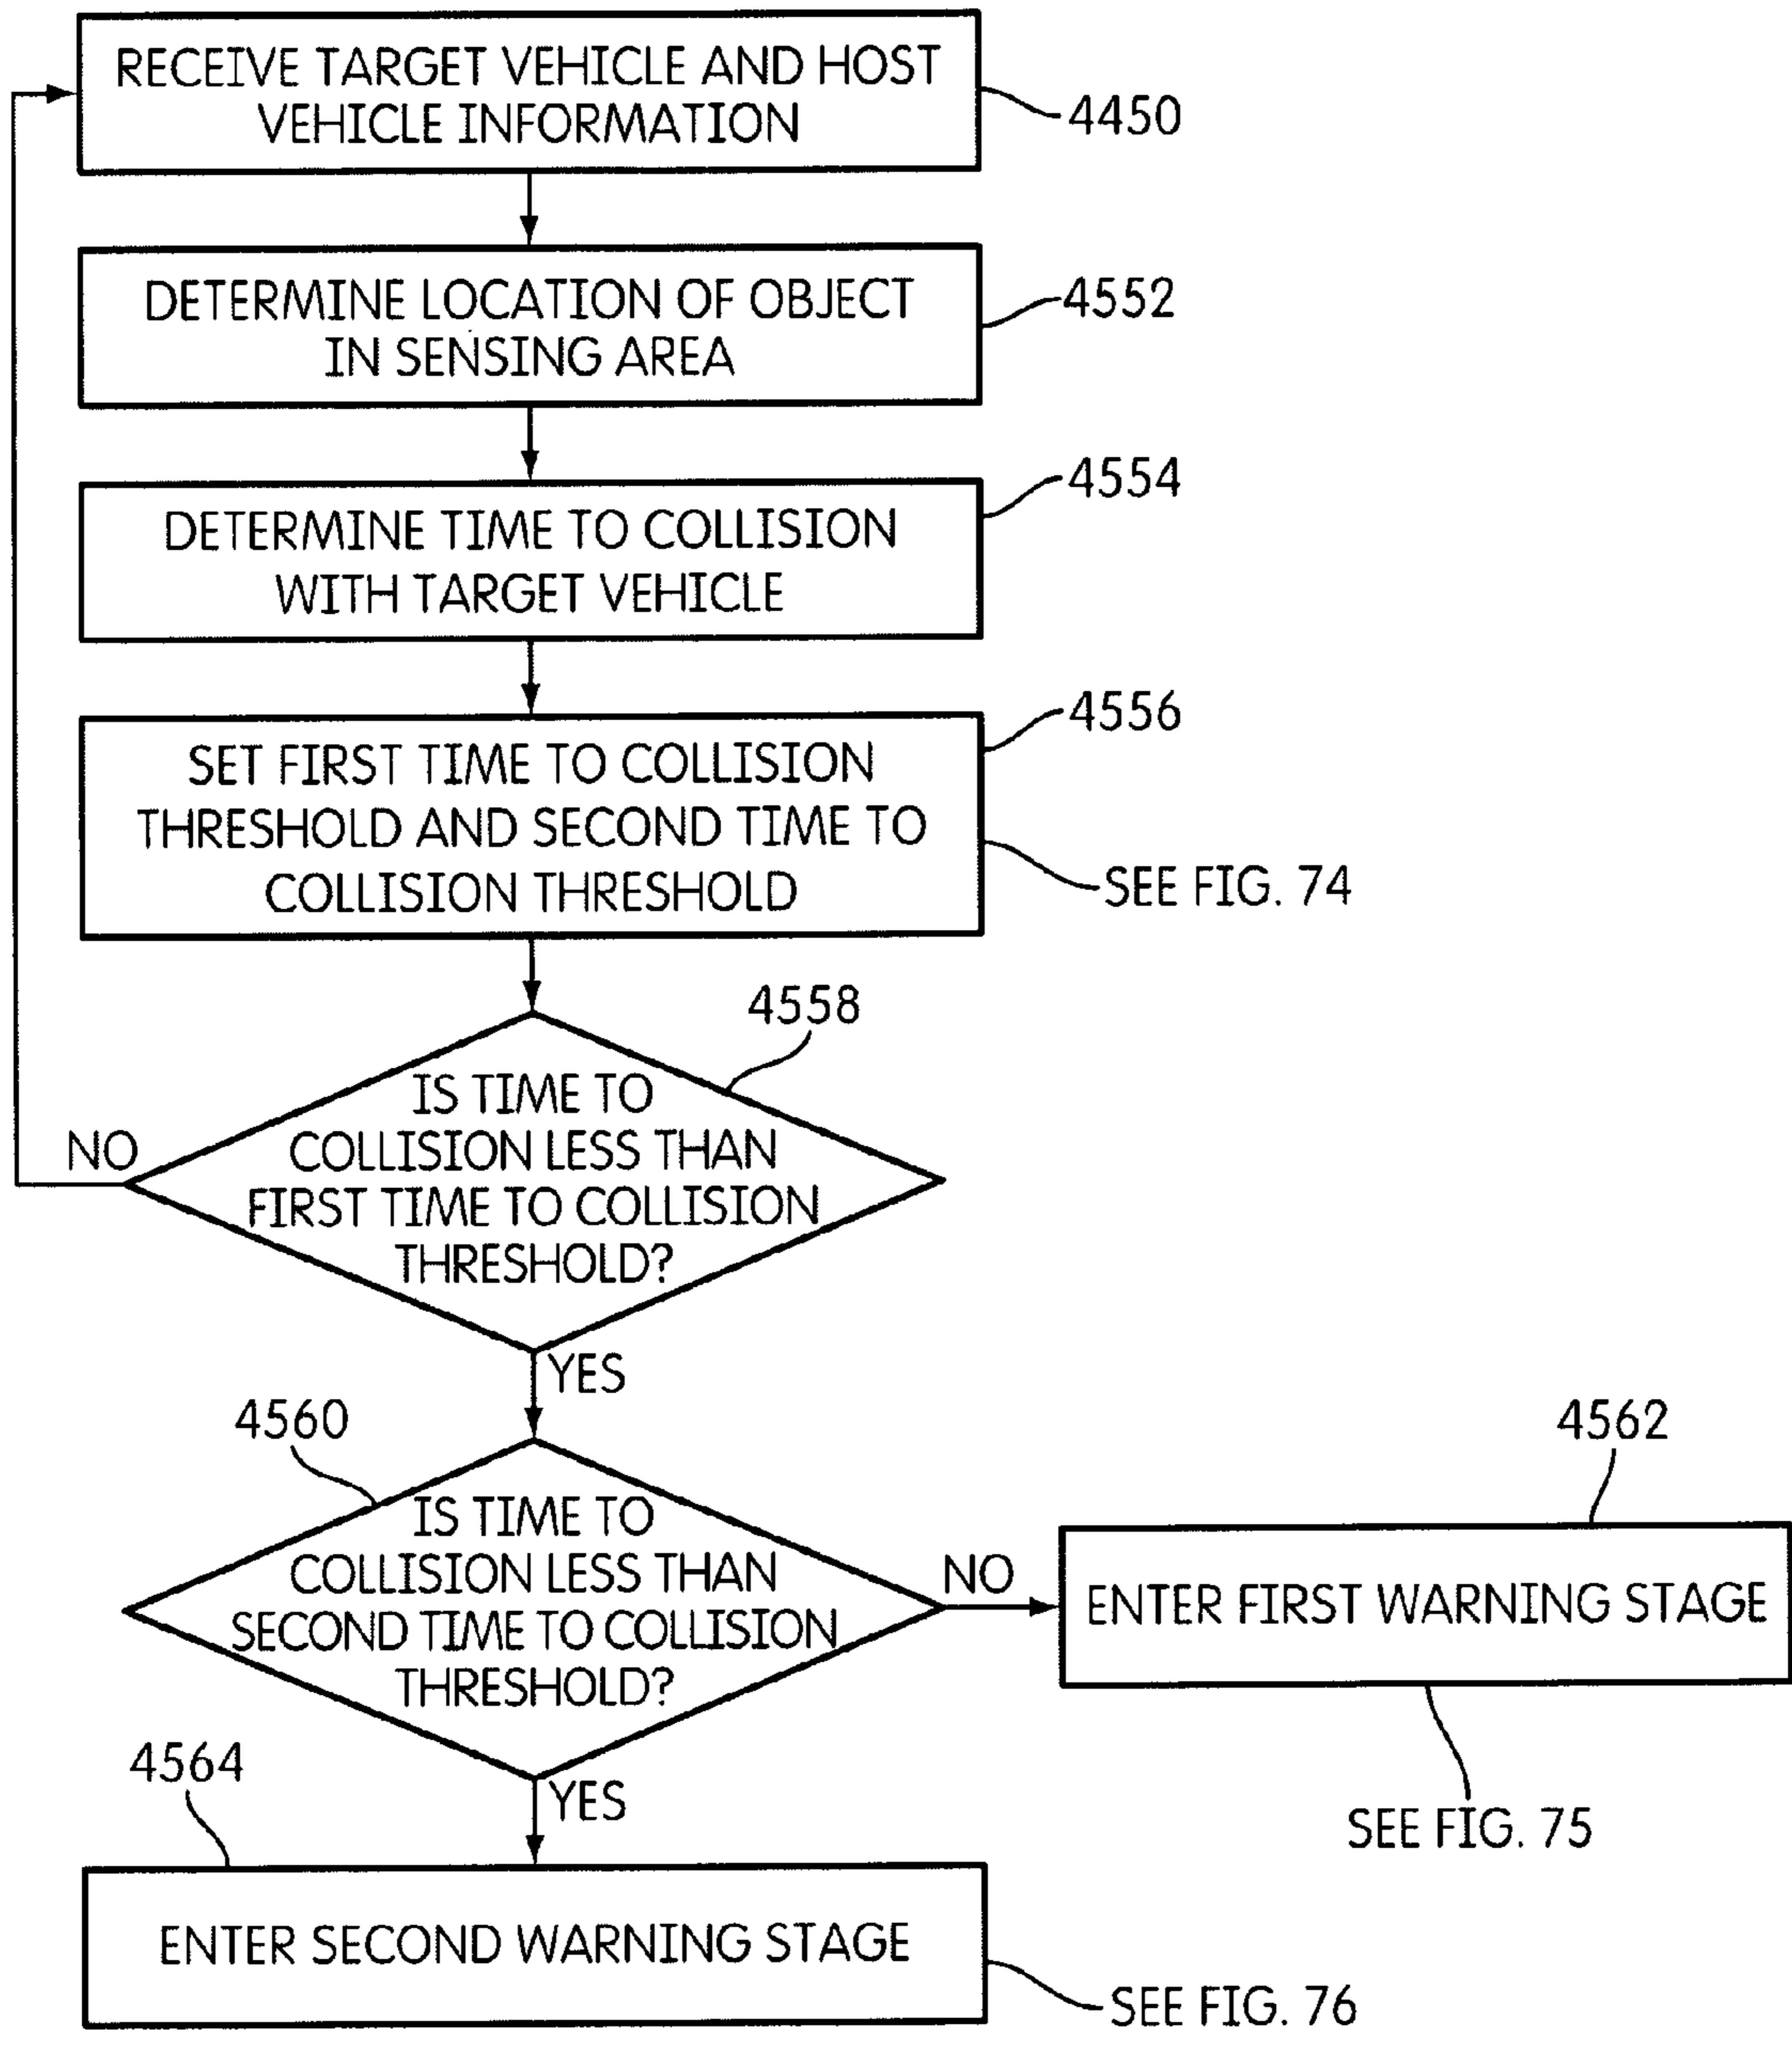 RECEIVE TARGET VEHICLE AND HOST
VEHICLE INFORMATION
4450
DETERMINE LOCATION OF OBJECT
IN SENSING AREA
4552
DETERMINE TIME TO COLLISION
WITH TARGET VEHICLE
4554
SET FIRST TIME TO COLLISION
THRESHOLD AND SECOND TIME TO
COLLISION THRESHOLD
4556
SEE FIG. 74
4558
IS TIME TO
COLLISION LESS THAN
FIRST TIME TO COLLISION
THRESHOLD?
NO
YES
4560
IS TIME TO
COLLISION LESS THAN
SECOND TIME TO COLLISION
THRESHOLD?
NO
4562
ENTER FIRST WARNING STAGE
SEE FIG. 75
YES
4564
ENTER SECOND WARNING STAGE
SEE FIG. 76